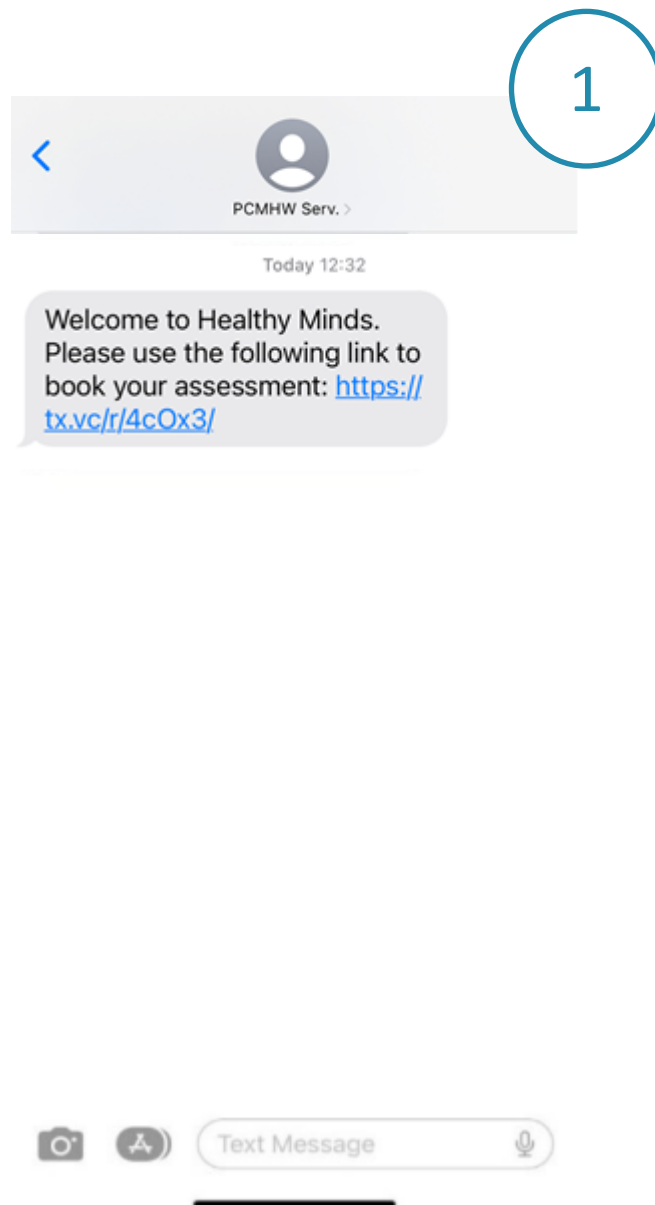 1
PCMHW Serv. >
Today 12:32
Welcome to Healthy Minds.
Please use the following link to
book your assessment: https://
tx.vc/r/4cOx3/
Text Message